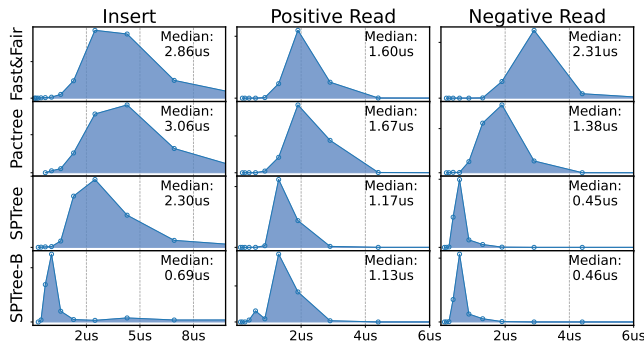 Insert Positive Read Negative Read
Fast&Fair
Median:
2.86us
Median:
1.60us
Median:
2.31us
Pactree
Median:
3.06us
Median:
1.67us
Median:
1.38us
SPTree
Median:
2.30us
Median:
1.17us
Median:
0.45us
SPTree-B
Median:
0.69us
Median:
1.13us
Median:
0.46us
2us 5us 8us 2us 4us 6us 2us 4us 6us